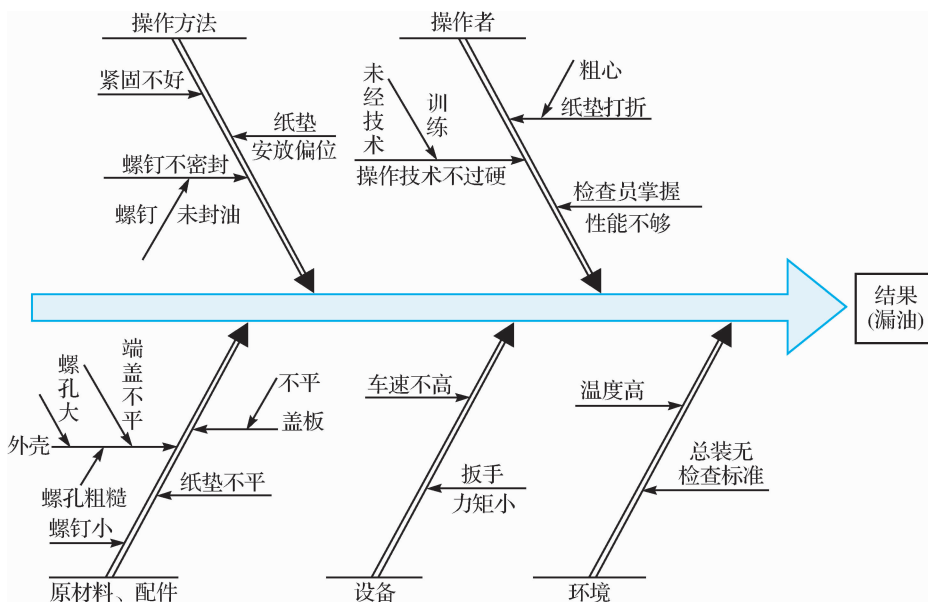 操作方法
紧固不好
纸垫
安放偏位
螺钉不密封
螺钉 未封油
操作者
未经技术
训练
操作技术不过硬
粗心
纸垫打折
检查员掌握
性能不够
结果
(漏油)
螺孔大
端盖不平
外壳
螺孔粗糙
螺钉小
不平
盖板
纸垫不平
原材料、配件
车速不高
扳手
力矩小
设备
温度高
总装无
检查标准
环境